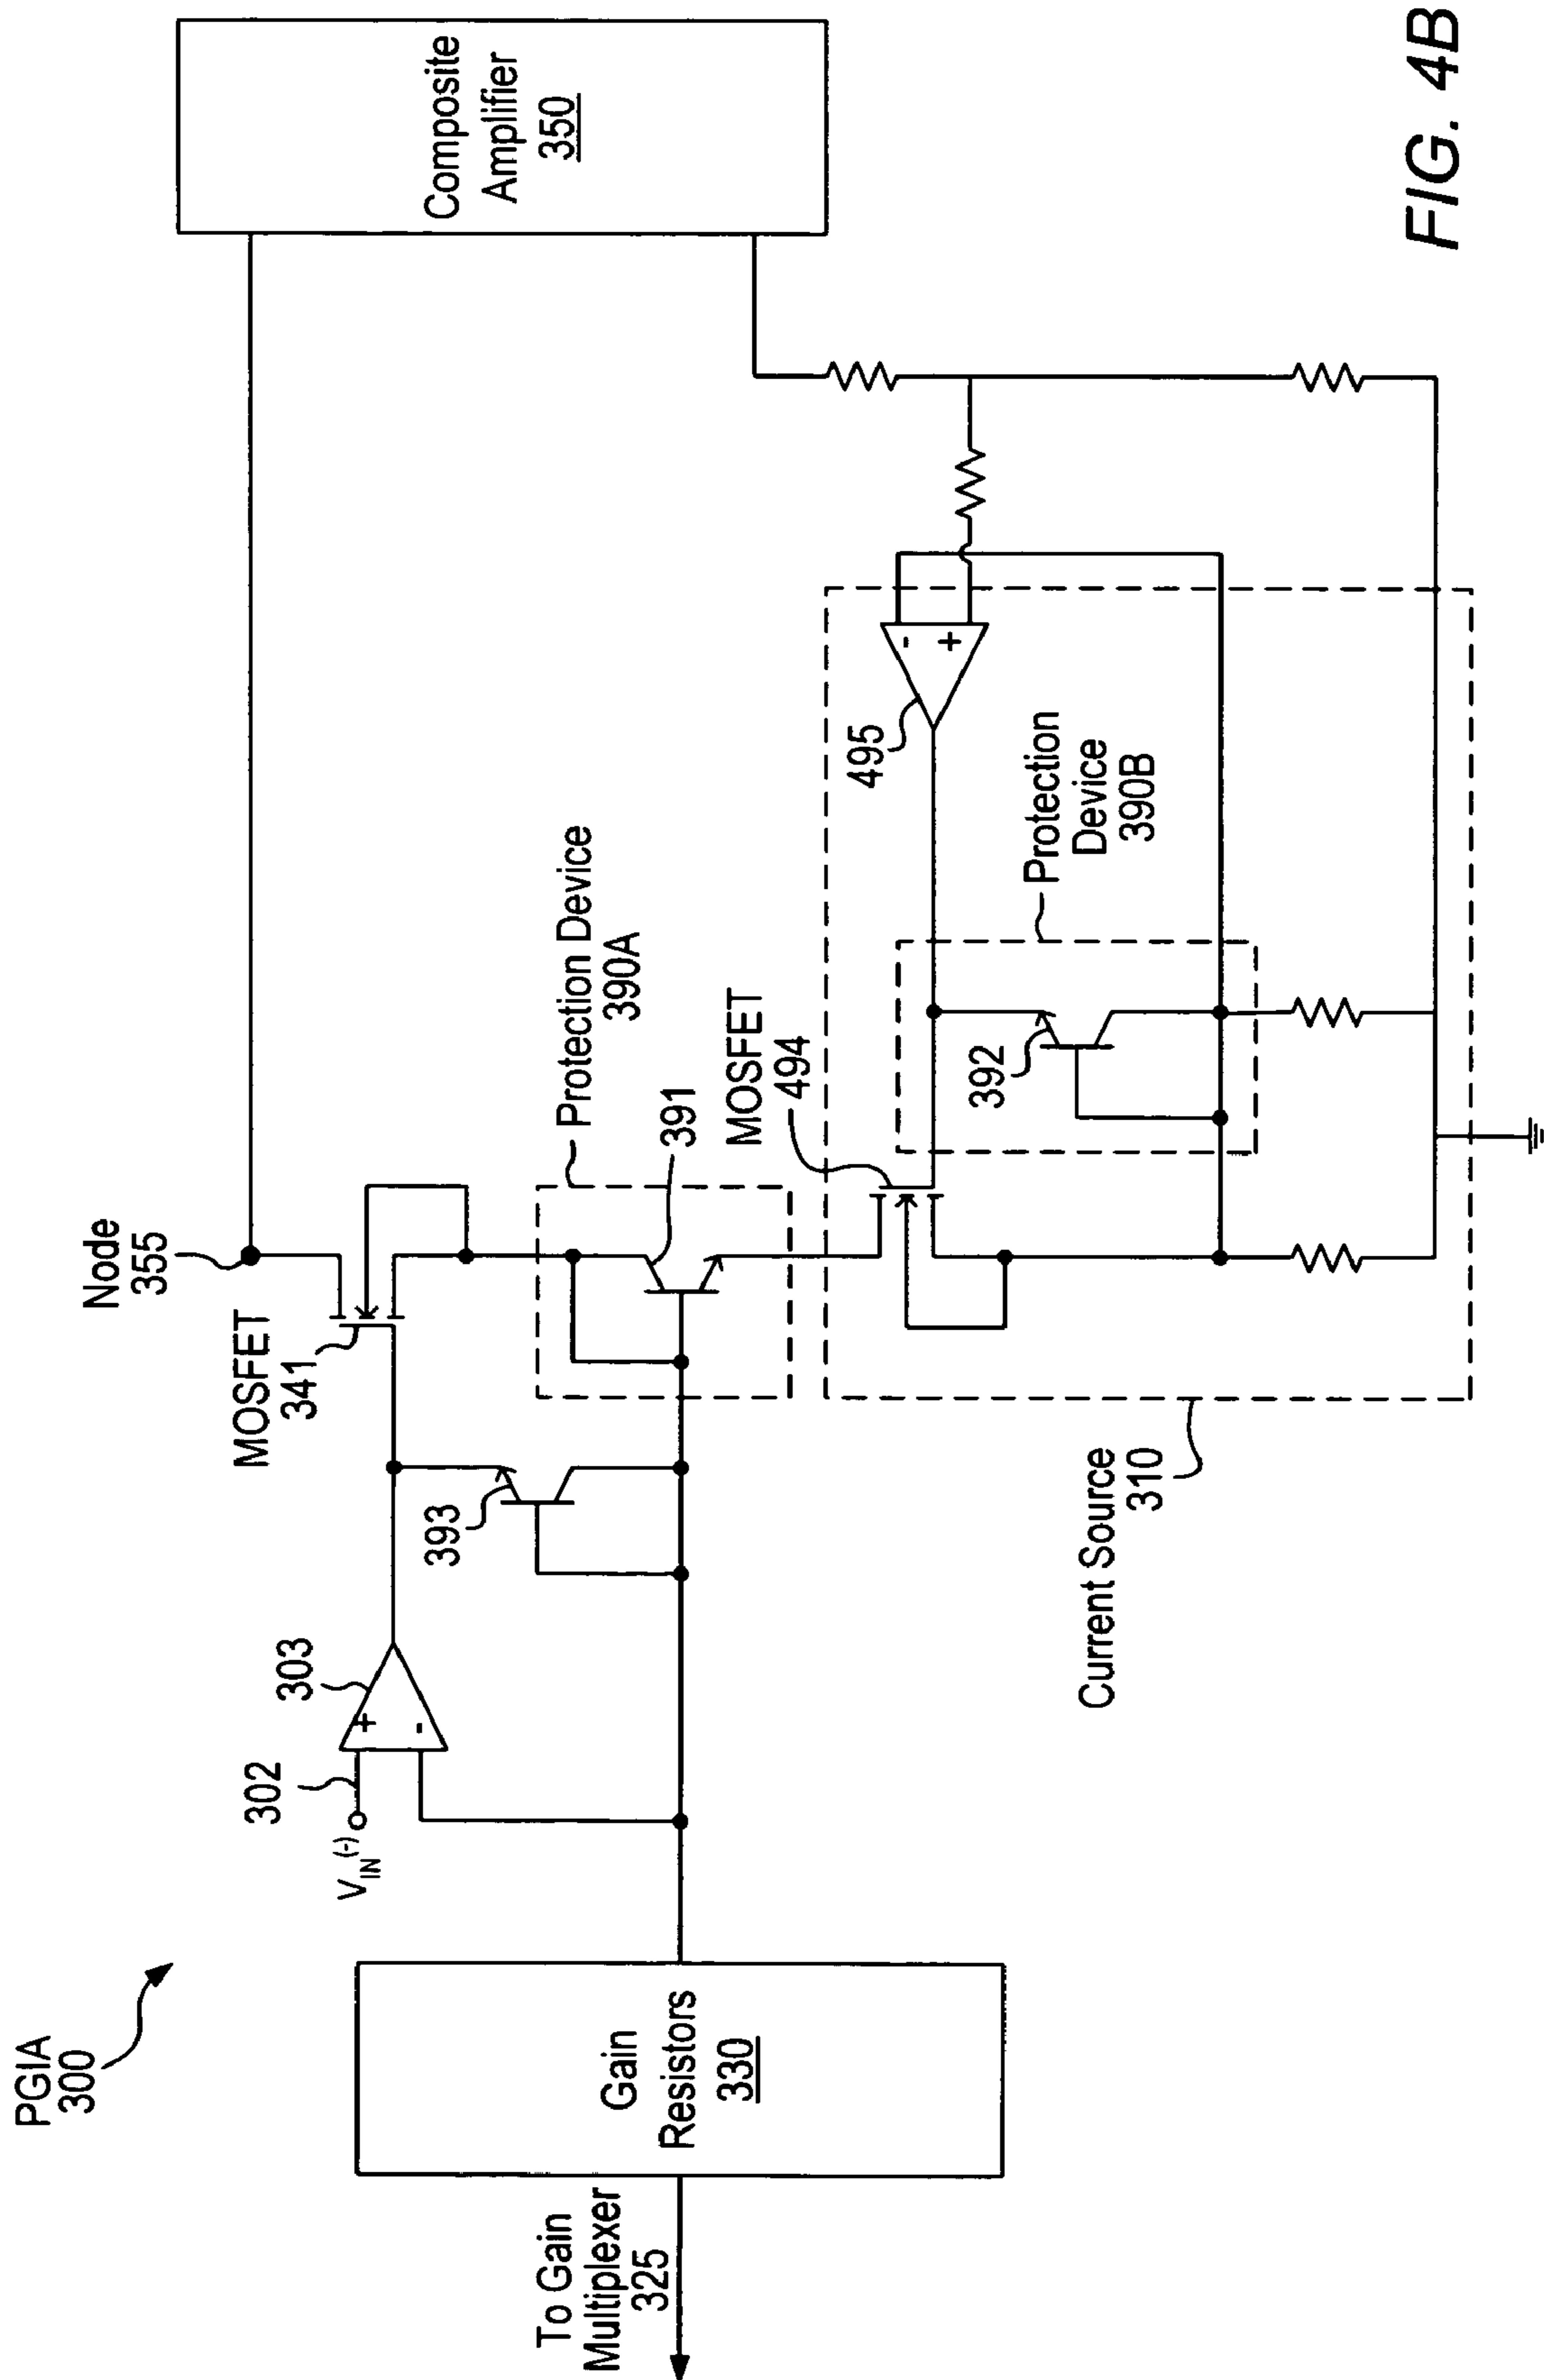 PGIA
300
Node
355
MOSFET
341
Composite
Amplifier
350
303
302
V_IN(-)
+
-
393
Protection Device
390A
391
MOSFET
494
495
-
+
Protection
Device
390B
392
Gain
Resistors
330
To Gain
Multiplexer
325
Current Source
310
FIG. 4B